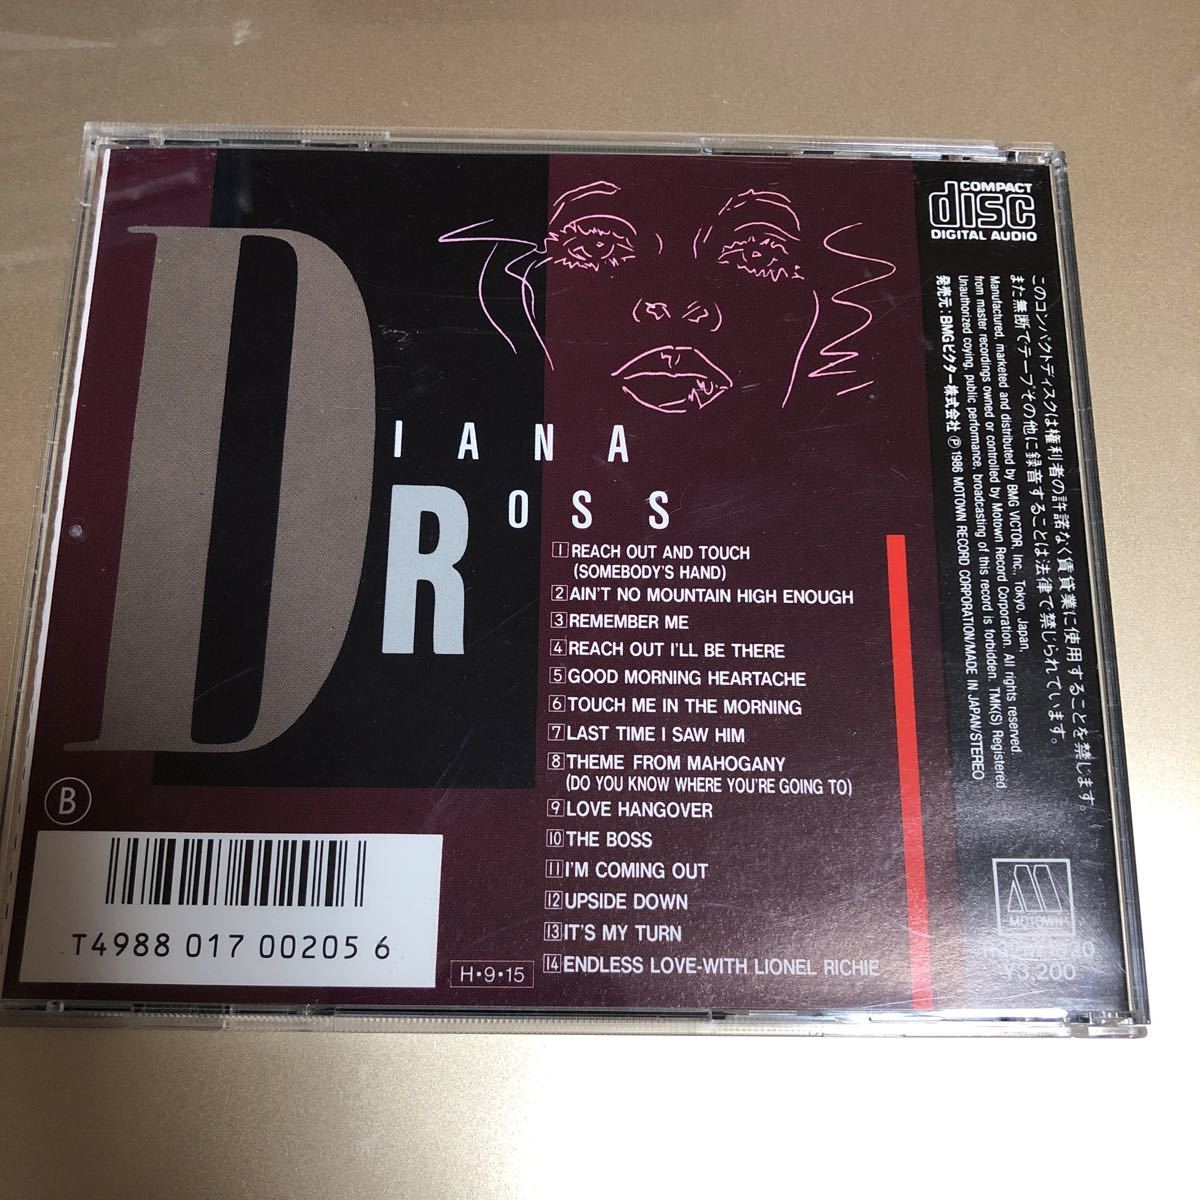 DIANA
ROSS
1 REACH OUT AND TOUCH
(SOMEBODY'S HAND)
2 AIN'T NO MOUNTAIN HIGH ENOUGH
3 REMEMBER ME
4 REACH OUT I'LL BE THERE
5 GOOD MORNING HEARTACHE
6 TOUCH ME IN THE MORNING
7 LAST TIME I SAW HIM
8 THEME FROM MAHOGANY
(DO YOU KNOW WHERE YOU'RE GOING TO)
9 LOVE HANGOVER
10 THE BOSS
11 I'M COMING OUT
12 UPSIDE DOWN
13 IT'S MY TURN
14 ENDLESS LOVE-WITH LIONEL RICHIE
B
T4988 017 00205 6
H•9•15
COMPACT
disc
DIGITAL AUDIO
このコンパクトディスクは権利者の許諾なく賃貸業に使用することを禁じます。
また無断でテープその他に録音することは法律で禁じられています。
Manufactured, marketed and distributed by BMG VICTOR, Inc., Tokyo, Japan,
from master recordings owned or controlled by Motown Record Corporation. All rights reserved.
Unauthorized coying, public performance, broadcasting of this record is forbidden. TMK(S) Registered
発売元：BMGビクター株式会社 Ⓟ 1986 MOTOWN RECORD CORPORATION/MADE IN JAPAN/STEREO
M
MOTOWN
¥3,200